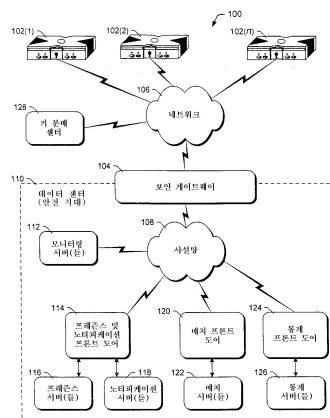 100
102(1)
102(2)
102(n)
106
네트워크
128
키 분배
센터
104
보안 게이트웨이
110
데이터 센터
(안전 지대)
108
사설망
112
모니터링
서버(들)
114
프레즌스 및
노티피케이션
프론트 도어
120
매치 프론트
도어
124
통계
프론트 도어
116
프레즌스
서버(들)
118
노티피케이션
서버(들)
122
매치
서버(들)
126
통계
서버(들)